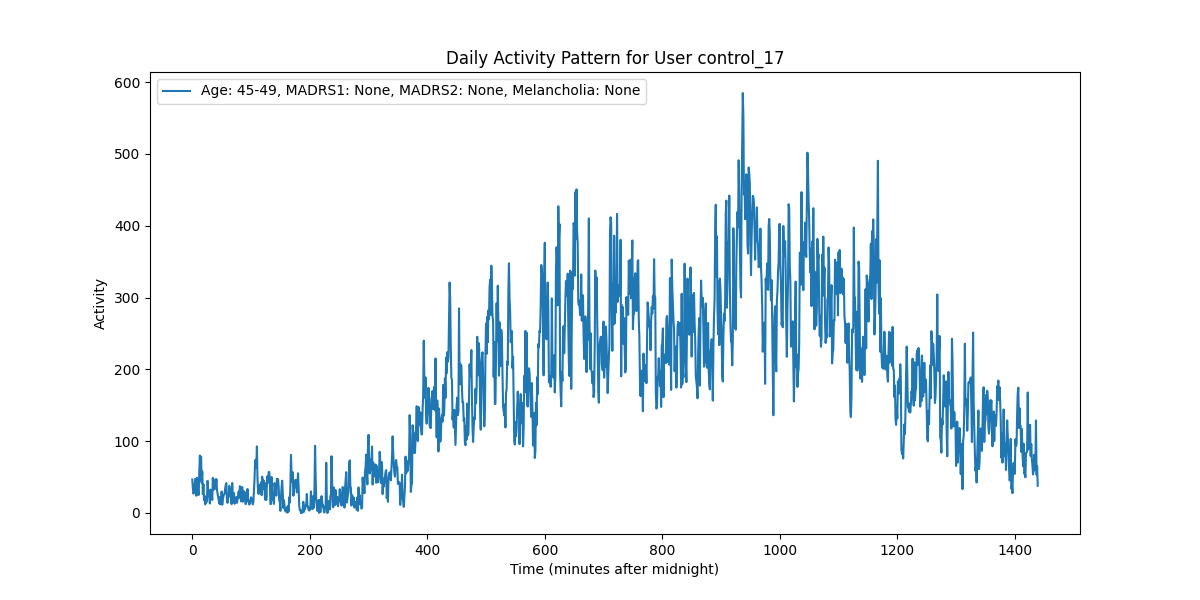 Daily Activity Pattern for User control_17
Age: 45-49, MADRS1: None, MADRS2: None, Melancholia: None
Activity
600
500
400
300
200
100
0
0 200 400 600 800 1000 1200 1400
Time (minutes after midnight)